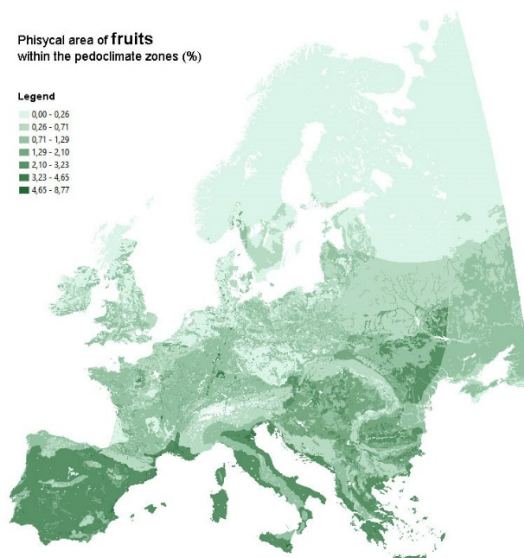 Phisycal area of fruits
within the pedoclimate zones (%)
Legend
0,00 - 0,26
0,26 - 0,71
0,71 - 1,29
1,29 - 2,10
2,10 - 3,23
3,23 - 4,65
4,65 - 8,77